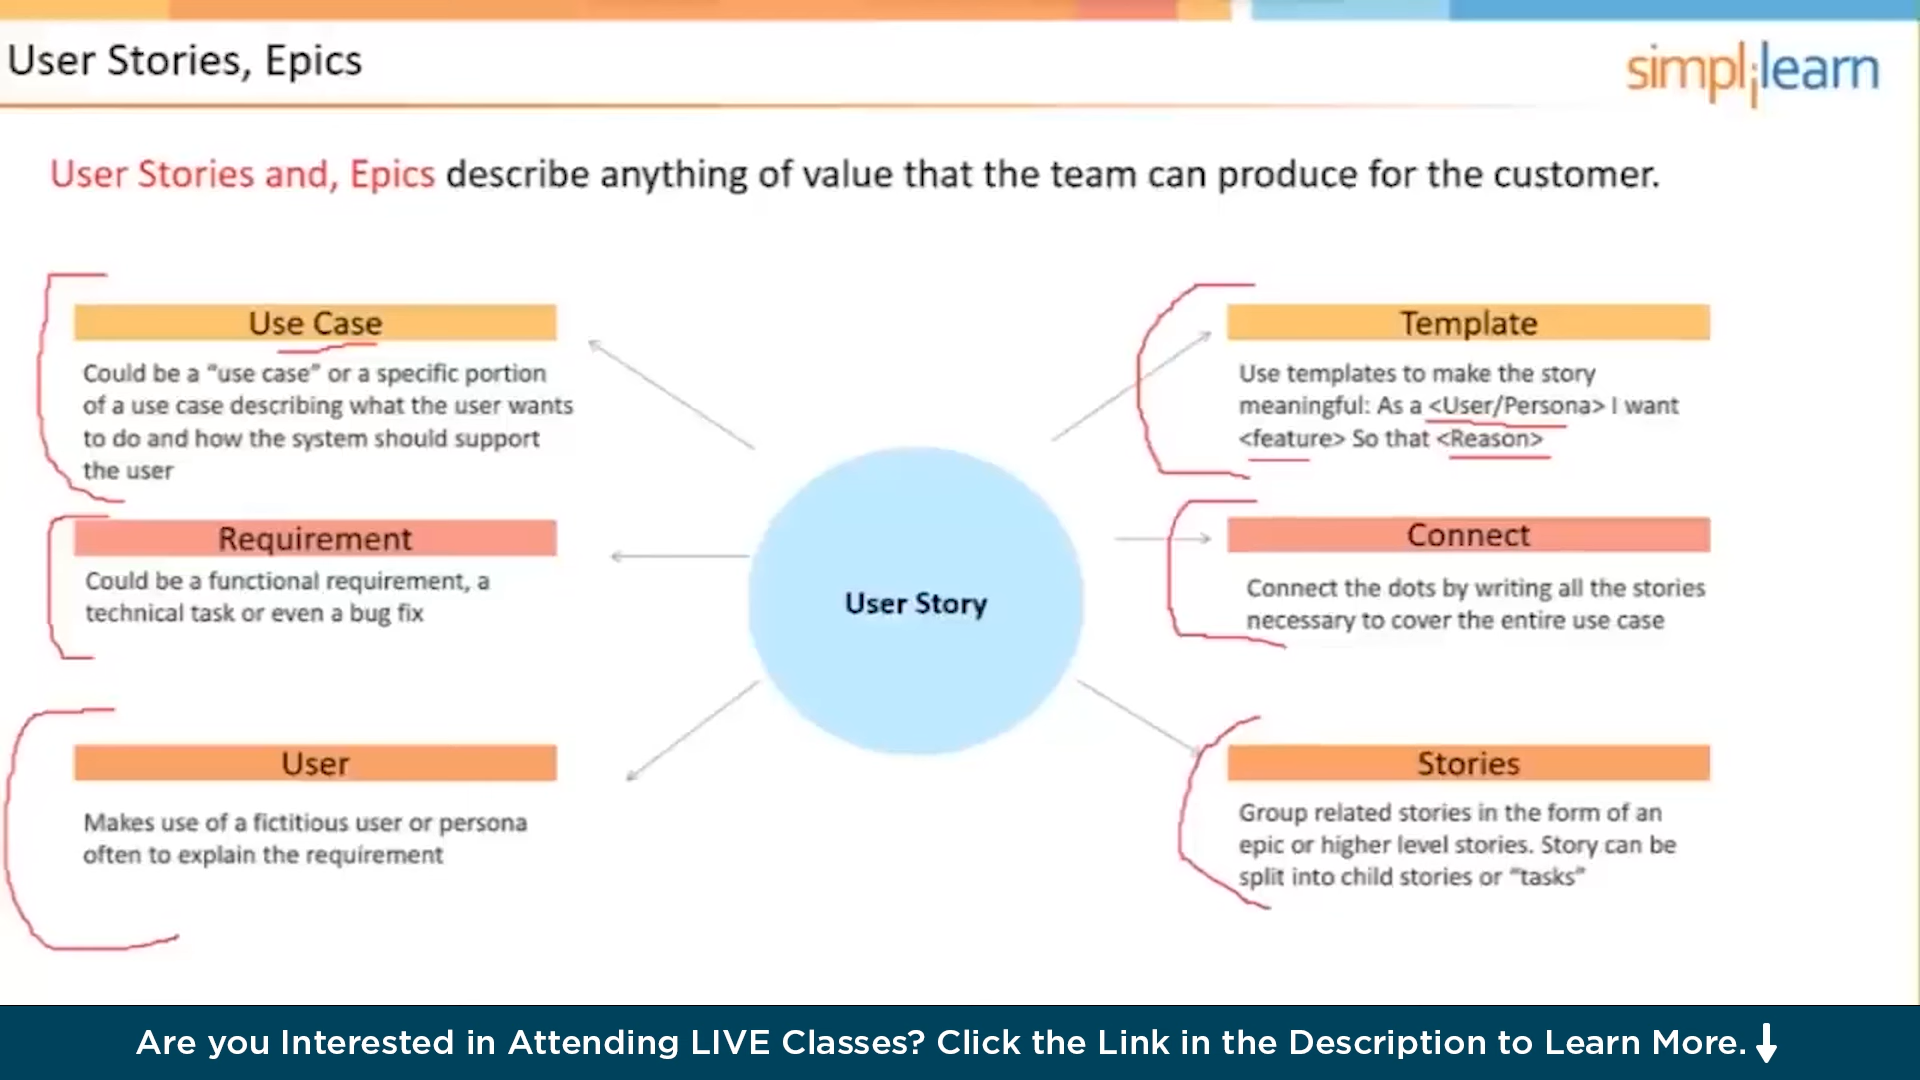 User Stories, Epics
simplilearn
User Stories and, Epics describe anything of value that the team can produce for the customer.
Use Case
Could be a “use case” or a specific portion
of a use case describing what the user wants
to do and how the system should support
the user
Requirement
Could be a functional requirement, a
technical task or even a bug fix
User
Makes use of a fictitious user or persona
often to explain the requirement
User Story
Template
Use templates to make the story
meaningful: As a <User/Persona> I want
<feature> So that <Reason>
Connect
Connect the dots by writing all the stories
necessary to cover the entire use case
Stories
Group related stories in the form of an
epic or higher level stories. Story can be
split into child stories or “tasks”
Are you Interested in Attending LIVE Classes? Click the Link in the Description to Learn More.